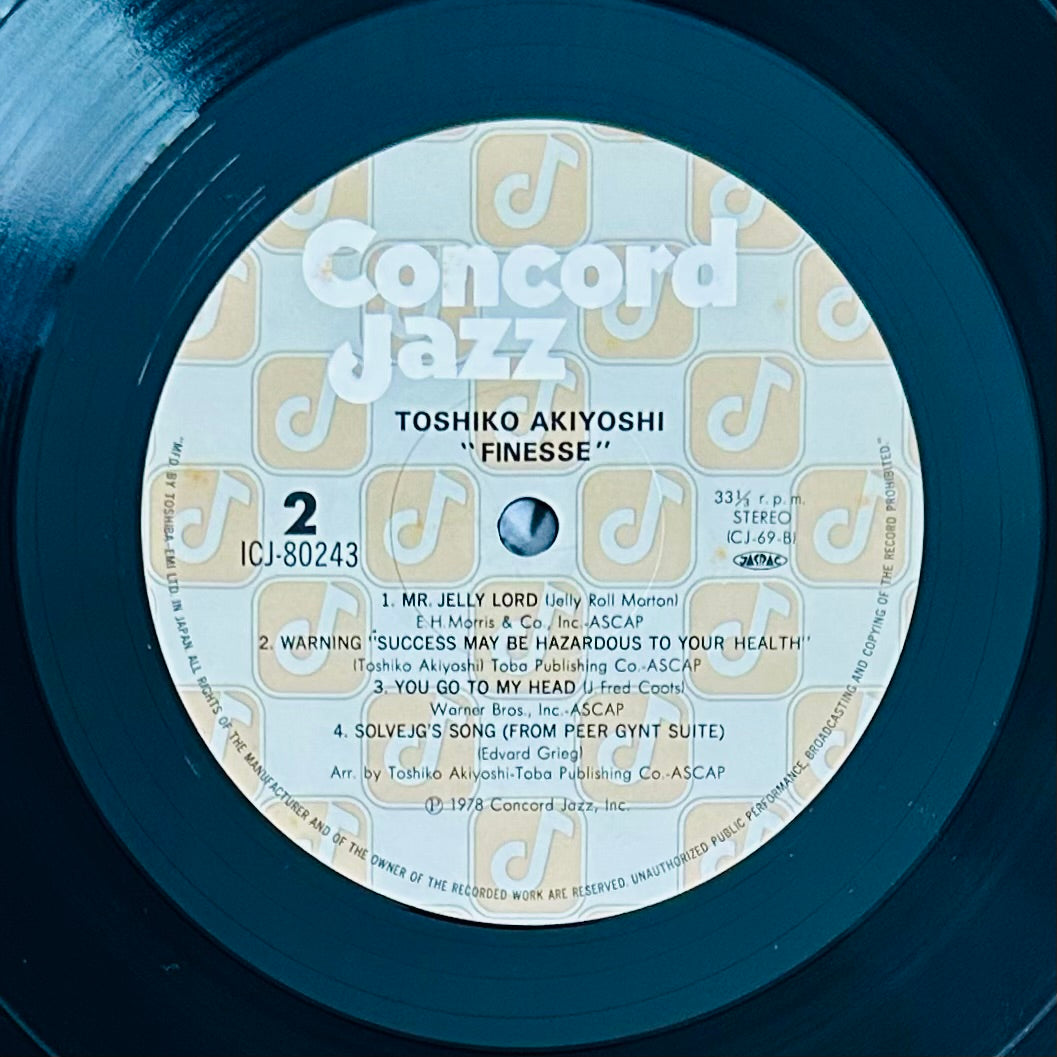 Concord
Jazz
TOSHIKO AKIYOSHI
"FINESSE"
2
ICJ-80243
33⅓ r.p.m.
STEREO
(CJ-69-B)
JASRAC
1. MR. JELLY LORD (Jelly Roll Morton)
E.H.Morris & Co., Inc.-ASCAP
2. WARNING "SUCCESS MAY BE HAZARDOUS TO YOUR HEALTH"
(Toshiko Akiyoshi) Toba Publishing Co.-ASCAP
3. YOU GO TO MY HEAD (J.Fred Coots)
Warner Bros., Inc.-ASCAP
4. SOLVEJG'S SONG (FROM PEER GYNT SUITE)
(Edvard Grieg)
Arr. by Toshiko Akiyoshi-Toba Publishing Co.-ASCAP
Ⓟ 1978 Concord Jazz, Inc.
"MFD. BY TOSHIBA-EMI LTD. IN JAPAN ALL RIGHTS OF THE MANUFACTURER AND OF THE OWNER OF THE RECORDED WORK ARE RESERVED. UNAUTHORIZED PUBLIC PERFORMANCE, BROADCASTING AND COPYING OF THE RECORD PROHIBITED."